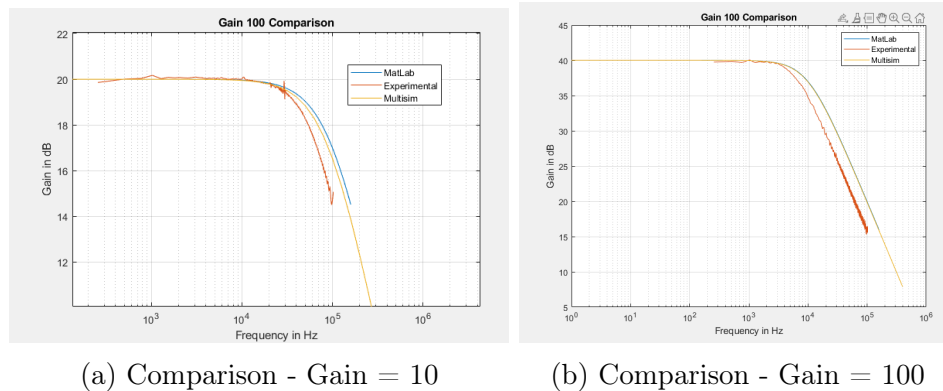 Gain 100 Comparison
22
20
18
16
14
12
Gain in dB
10^3
10^4
10^5
10^6
Frequency in Hz
MatLab
Experimental
Multisim
(a) Comparison - Gain = 10
Gain 100 Comparison
45
40
35
30
25
20
15
10
5
Gain in dB
10^0
10^1
10^2
10^3
10^4
10^5
10^6
Frequency in Hz
MatLab
Experimental
Multisim
(b) Comparison - Gain = 100